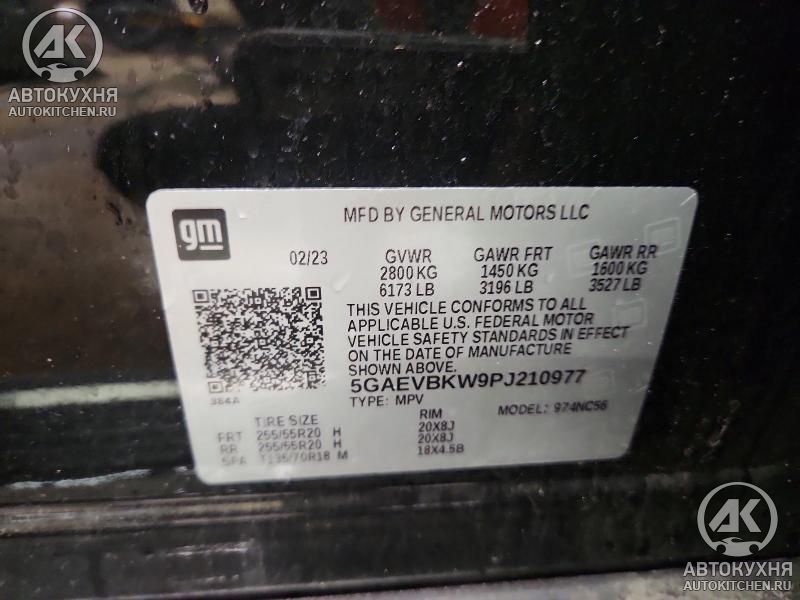 AK
АВТОКУХНЯ
AUTOKITCHEN.RU
gm
MFD BY GENERAL MOTORS LLC
02/23 GVWR GAWR FRT GAWR RR
2800 KG 1450 KG 1600 KG
6173 LB 3196 LB 3527 LB
THIS VEHICLE CONFORMS TO ALL
APPLICABLE U.S. FEDERAL MOTOR
VEHICLE SAFETY STANDARDS IN EFFECT
ON THE DATE OF MANUFACTURE
SHOWN ABOVE.
5GAEVBKW9PJ210977
384A TYPE: MPV MODEL: 974NC56
TIRE SIZE RIM
FRT 255/55R20 H 20X8J
RR 255/55R20 H 20X8J
SPA T135/70R18 M 18X4.5B
AK
АВТОКУХНЯ
AUTOKITCHEN.RU